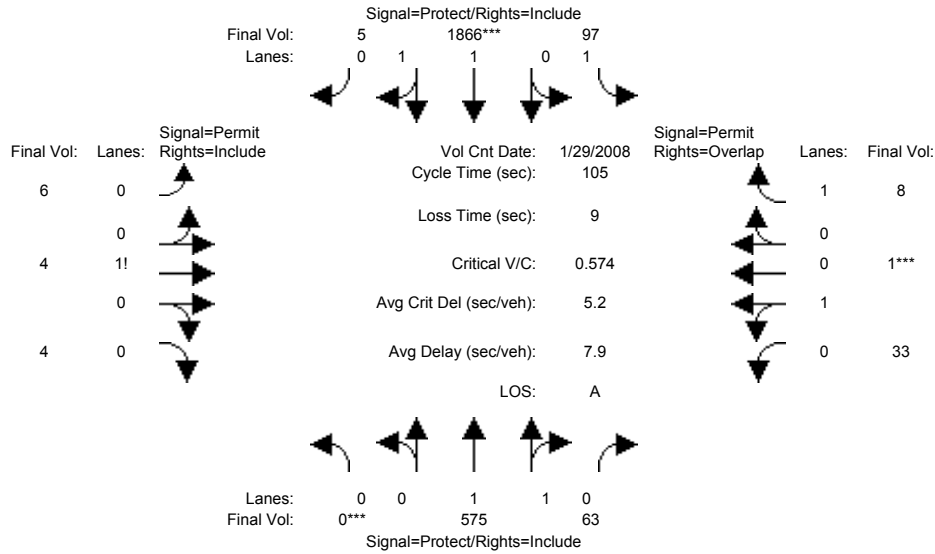 Signal=Protect/Rights=Include
Final Vol: 5 1866*** 97
Lanes: 0 1 1 0 1
Signal=Permit Signal=Permit
Final Vol: Lanes: Rights=Include Vol Cnt Date: 1/29/2008 Rights=Overlap Lanes: Final Vol:
Cycle Time (sec): 105
6 0 1 8
Loss Time (sec): 9
0 0
4 1! Critical V/C: 0.574 0 1***
0 Avg Crit Del (sec/veh): 5.2 1
4 0 Avg Delay (sec/veh): 7.9 0 33
LOS: A
Lanes: 0 0 1 1 0
Final Vol: 0*** 575 63
Signal=Protect/Rights=Include